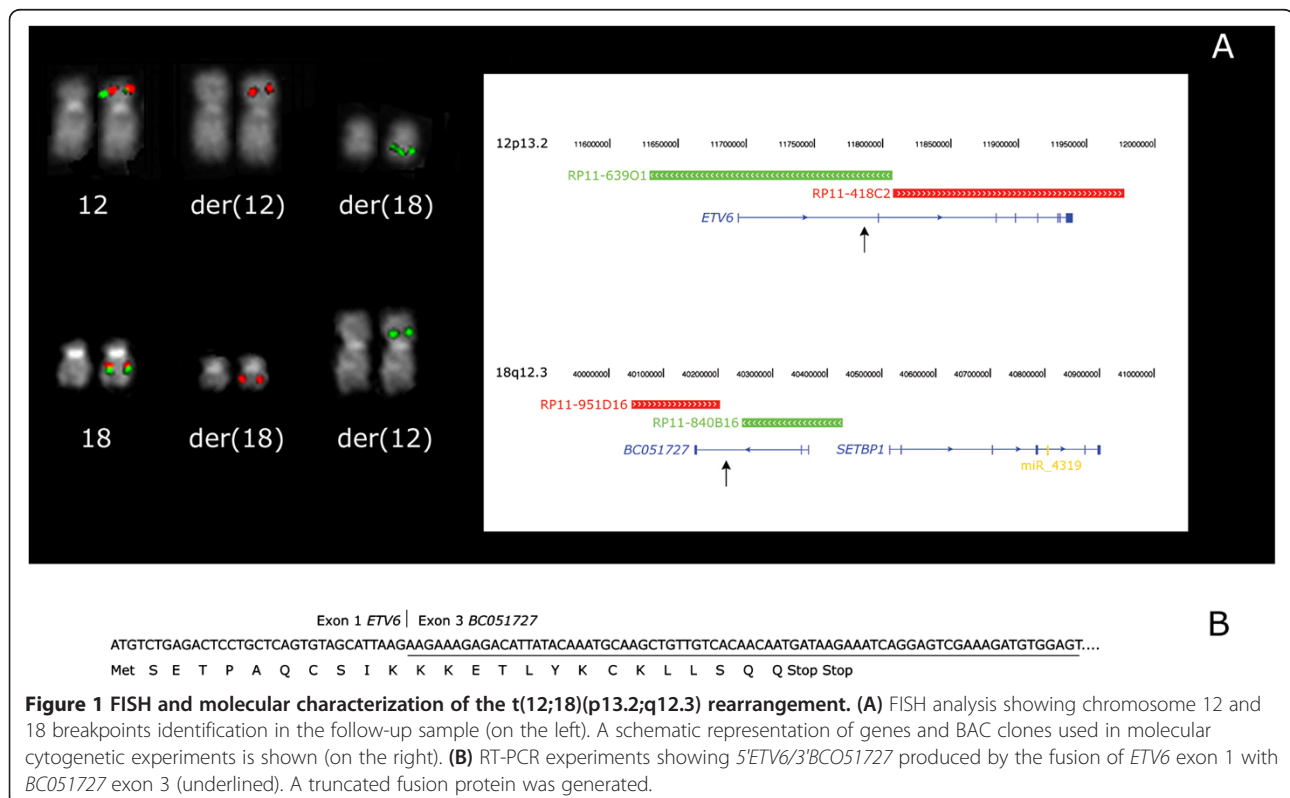 A
12
der(12)
der(18)
18
der(18)
der(12)
12p13.2
11600000 11650000 11700000 11750000 11800000 11850000 11900000 11950000 12000000
RP11-639O1
RP11-418C2
ETV6
18q12.3
40000000 40100000 40200000 40300000 40400000 40500000 40600000 40700000 40800000 40900000 41000000
RP11-951D16
RP11-840B16
BC051727 SETBP1
miR_4319
B
Exon 1 ETV6 | Exon 3 BC051727
ATGTCTGAGACTCCTGCTCAGTGTAGCATTAAGAAGAAAGAGACATTATACAAATGCAAGCTGTTGTCACAACAATGATAAGAAATCAGGAGTCGAAAGATGTGGAGT....
Met S E T P A Q C S I K K K E T L Y K C K L L S Q Q Stop Stop
Figure 1 FISH and molecular characterization of the t(12;18)(p13.2;q12.3) rearrangement. (A) FISH analysis showing chromosome 12 and
18 breakpoints identification in the follow-up sample (on the left). A schematic representation of genes and BAC clones used in molecular
cytogenetic experiments is shown (on the right). (B) RT-PCR experiments showing 5'ETV6/3'BCO51727 produced by the fusion of ETV6 exon 1 with
BC051727 exon 3 (underlined). A truncated fusion protein was generated.